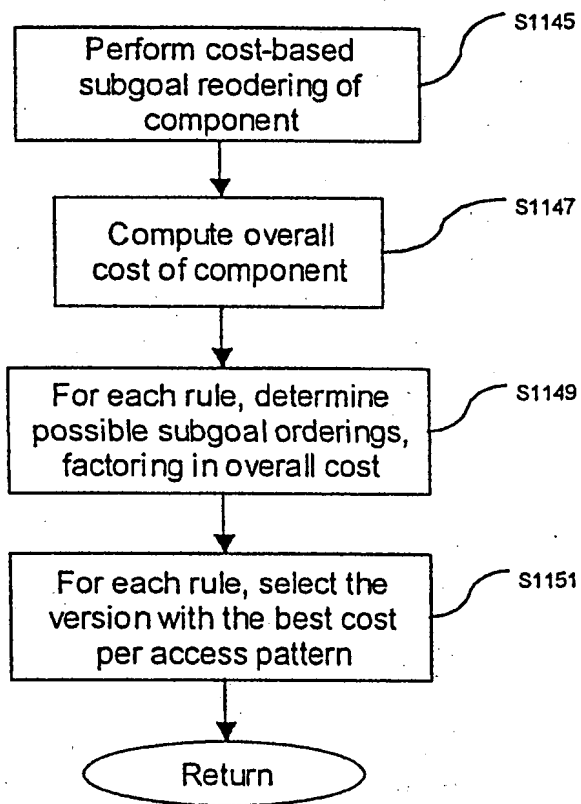 S1145
Perform cost-based
subgoal reodering of
component
S1147
Compute overall
cost of component
S1149
For each rule, determine
possible subgoal orderings,
factoring in overall cost
S1151
For each rule, select the
version with the best cost
per access pattern
Return